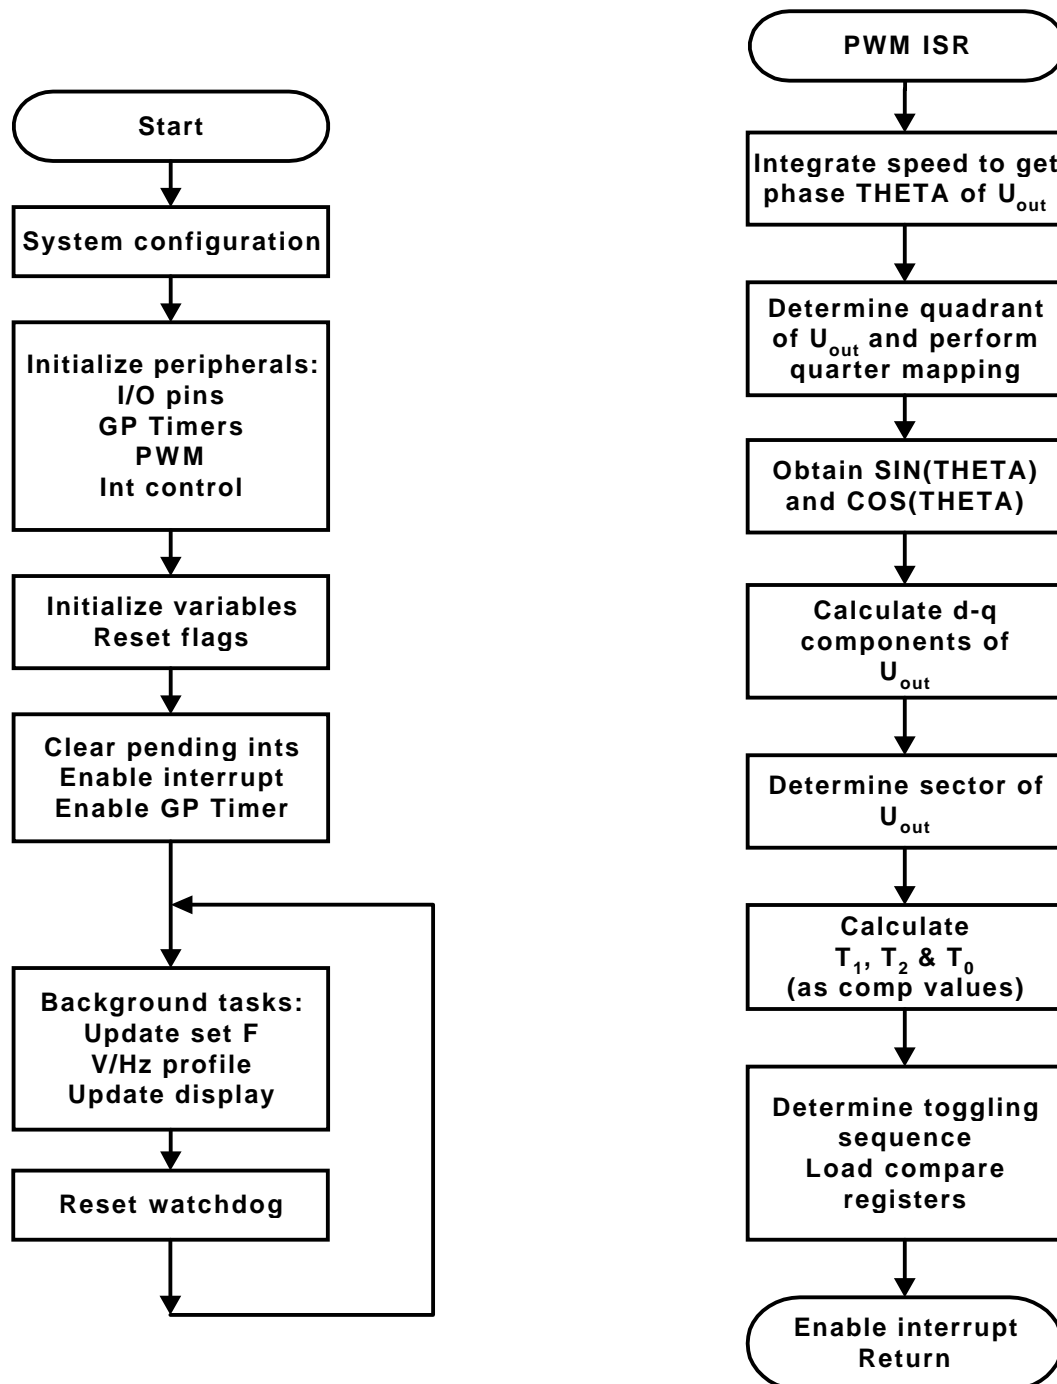 Start
System configuration
Initialize peripherals:
I/O pins
GP Timers
PWM
Int control
Initialize variables
Reset flags
Clear pending ints
Enable interrupt
Enable GP Timer
Background tasks:
Update set F
V/Hz profile
Update display
Reset watchdog
PWM ISR
Integrate speed to get
phase THETA of Uout
Determine quadrant
of Uout and perform
quarter mapping
Obtain SIN(THETA)
and COS(THETA)
Calculate d-q
components of
Uout
Determine sector of
Uout
Calculate
T1, T2 & T0
(as comp values)
Determine toggling
sequence
Load compare
registers
Enable interrupt
Return